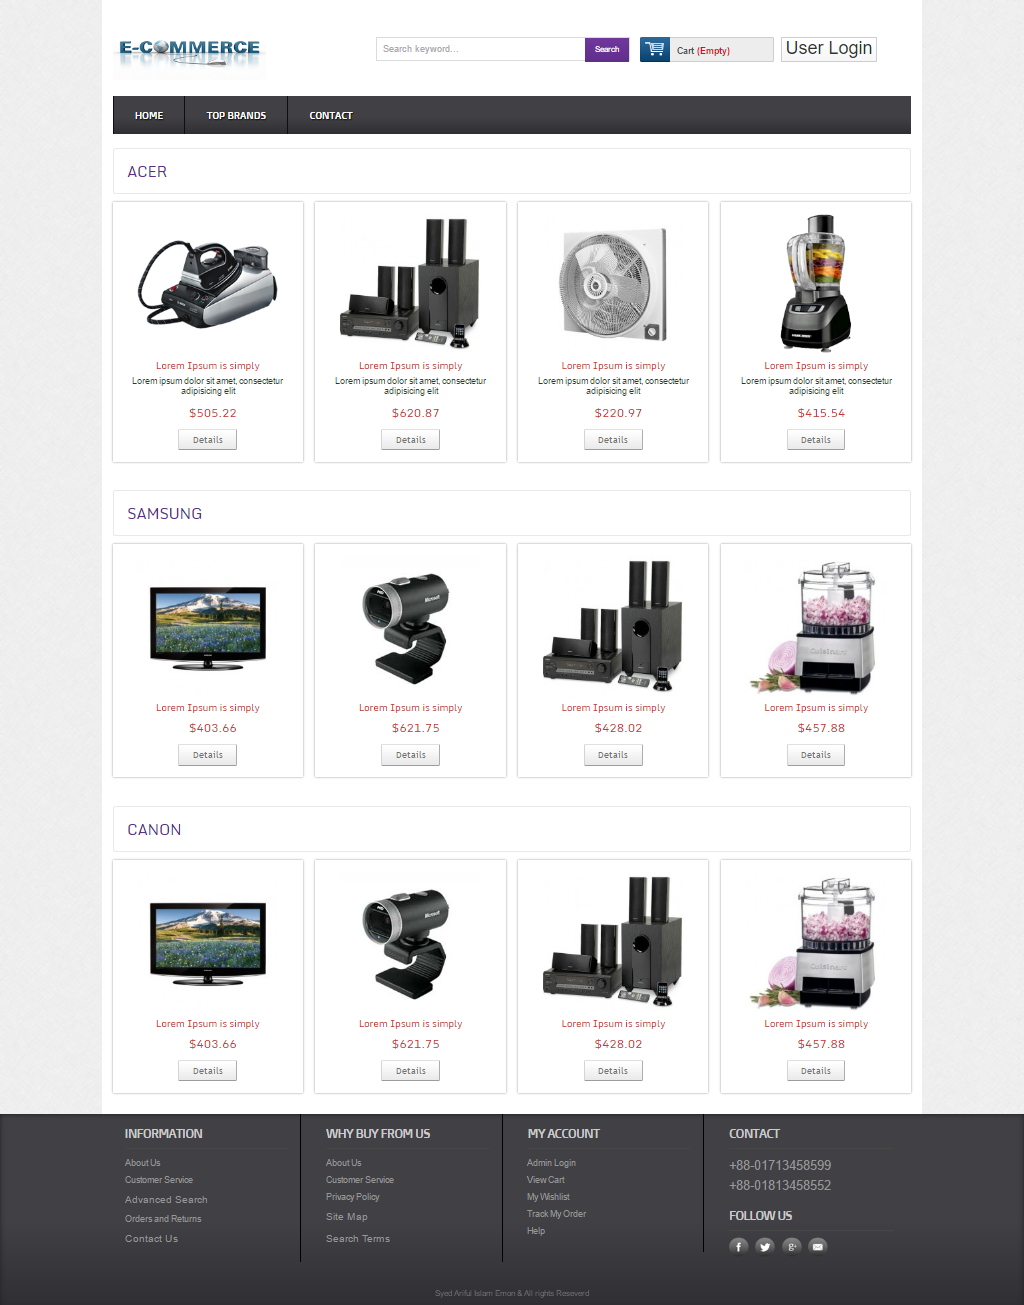 E-COMMERCE
Search keyword...
Search
Cart (Empty)
User Login
HOME
TOP BRANDS
CONTACT
ACER
Lorem Ipsum is simply
Lorem ipsum dolor sit amet, consectetur
adipisicing elit
$505.22
Details
Lorem Ipsum is simply
Lorem ipsum dolor sit amet, consectetur
adipisicing elit
$620.87
Details
Lorem Ipsum is simply
Lorem ipsum dolor sit amet, consectetur
adipisicing elit
$220.97
Details
Lorem Ipsum is simply
Lorem ipsum dolor sit amet, consectetur
adipisicing elit
$415.54
Details
SAMSUNG
Lorem Ipsum is simply
$403.66
Details
Microsoft
Lorem Ipsum is simply
$621.75
Details
Lorem Ipsum is simply
$428.02
Details
Cuisinart
Lorem Ipsum is simply
$457.88
Details
CANON
Lorem Ipsum is simply
$403.66
Details
Microsoft
Lorem Ipsum is simply
$621.75
Details
Lorem Ipsum is simply
$428.02
Details
Cuisinart
Lorem Ipsum is simply
$457.88
Details
INFORMATION
About Us
Customer Service
Advanced Search
Orders and Returns
Contact Us
WHY BUY FROM US
About Us
Customer Service
Privacy Policy
Site Map
Search Terms
MY ACCOUNT
Admin Login
View Cart
My Wishlist
Track My Order
Help
CONTACT
+88-01713458599
+88-01813458552
FOLLOW US
Syed Ariful Islam Emon & All rights Reseverd